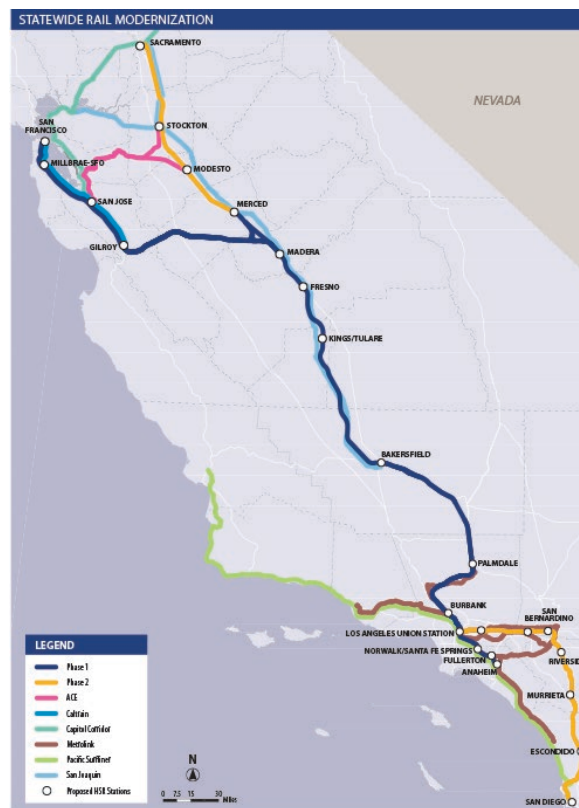 STATEWIDE RAIL MODERNIZATION
SACRAMENTO
NEVADA
STOCKTON
SAN
FRANCISCO
MILLBRAE-SFO
MODESTO
SAN JOSE
MERCED
GILROY
MADERA
FRESNO
KINGS/TULARE
BAKERSFIELD
PALMDALE
BURBANK
SAN
BERNARDINO
LOS ANGELES UNION STATION
NORWALK/SANTA FE SPRINGS
RIVERSID
FULLERTON
ANAHEIM
MURRIETA
ESCONDIDO
SAN DIEGO
LEGEND
Phase 1
Phase 2
ACE
Caltrain
Capitol Corridor
Metrolink
Pacific Surfliner
San Joaquin
Proposed HSR Stations
N
0 7.5 15 30
Miles